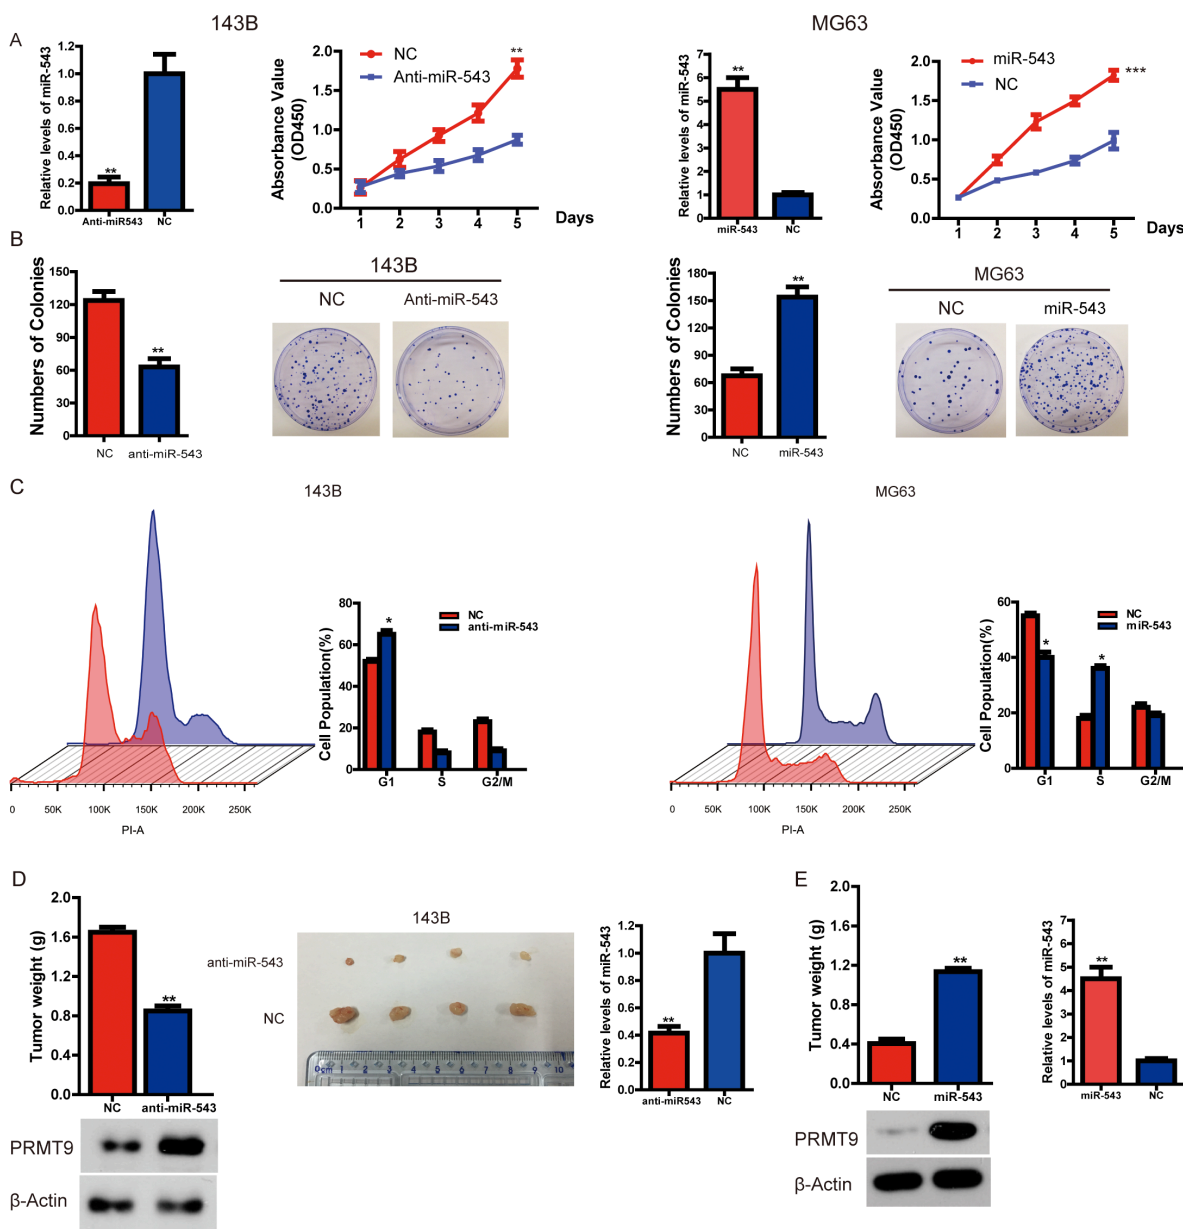 143B
MG63
A
Relative levels of miR-543
1.2
1.0
0.8
0.6
0.4
0.2
0.0
**
Anti-miR543
NC
Absorbance Value
(OD450)
2.0
1.5
1.0
0.5
0.0
NC
Anti-miR-543
**
1 2 3 4 5
Days
Relative levels of miR-543
7
6
5
4
3
2
1
0
**
miR-543
NC
Absorbance Value
(OD450)
2.0
1.5
1.0
0.5
0.0
miR-543
NC
***
1 2 3 4 5
Days
B
Numbers of Colonies
150
120
90
60
30
0
**
NC
anti-miR-543
143B
NC
Anti-miR-543
Numbers of Colonies
180
150
120
90
60
30
0
**
NC
miR-543
MG63
NC
miR-543
C
143B
0 50K 100K 150K 200K 250K
PI-A
Cell Population(%)
80
60
40
20
0
NC
anti-miR-543
*
G1 S G2/M
MG63
0 50K 100K 150K 200K 250K
PI-A
Cell Population(%)
60
40
20
0
NC
miR-543
*
*
G1 S G2/M
D
Tumor weight (g)
2.0
1.6
1.2
0.8
0.4
0.0
**
NC
anti-miR-543
143B
anti-miR-543
NC
0cm 1 2 3 4 5 6 7 8 9 10
Relative levels of miR-543
1.2
1.0
0.8
0.6
0.4
0.2
0.0
**
anti-miR543
NC
PRMT9
β-Actin
E
Tumor weight (g)
2.0
1.6
1.2
0.8
0.4
0.0
**
NC
miR-543
Relative levels of miR-543
7
6
5
4
3
2
1
0
**
miR-543
NC
PRMT9
β-Actin